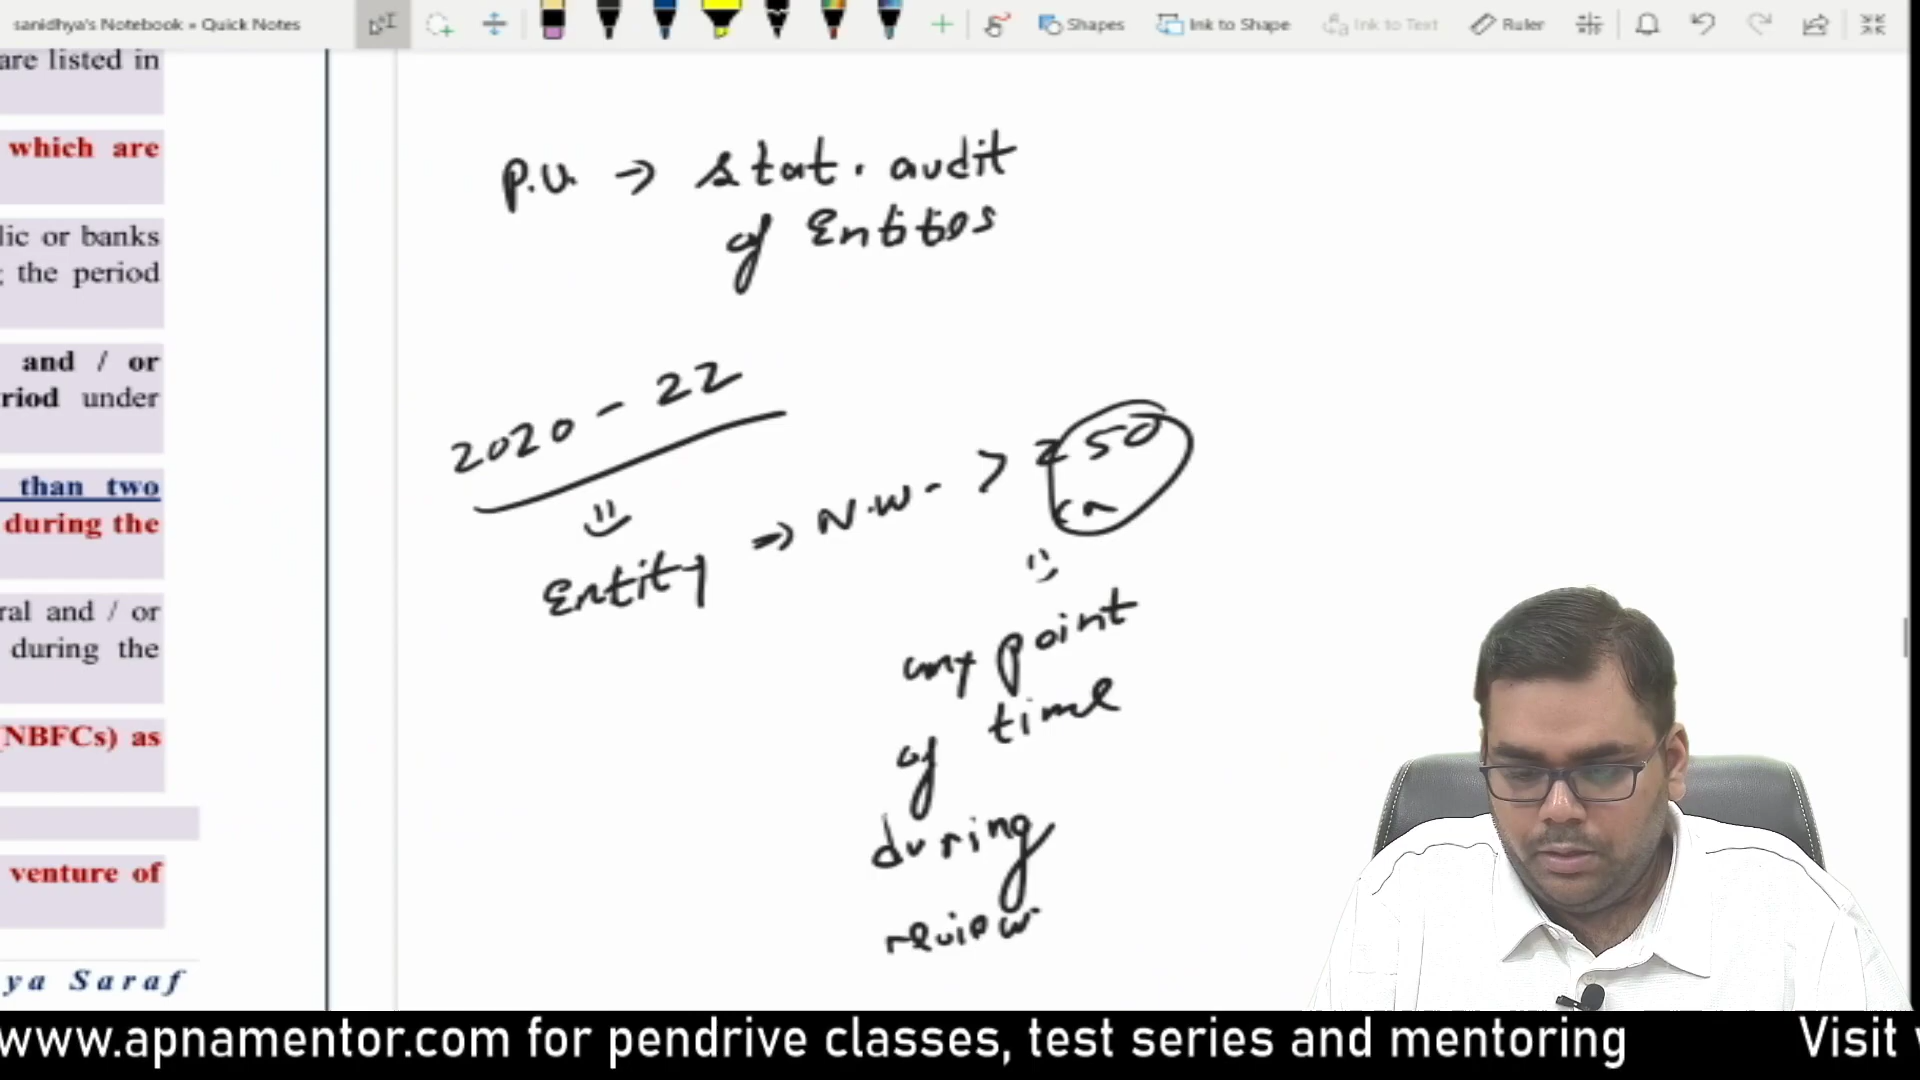 sanidhya's Notebook » Quick Notes
Shapes
Ink to Shape
Ink to Text
Ruler
are listed in
which are
lic or banks
; the period
and / or
riod under
than two
during the
ral and / or
during the
(NBFCs) as
venture of
ya Saraf
P.U. → stat. audit
of Entities
2020 - 22
Entity → N.W. > 250
Cr
any point
of time
during
review
www.apnamentor.com for pendrive classes, test series and mentoring
Visit